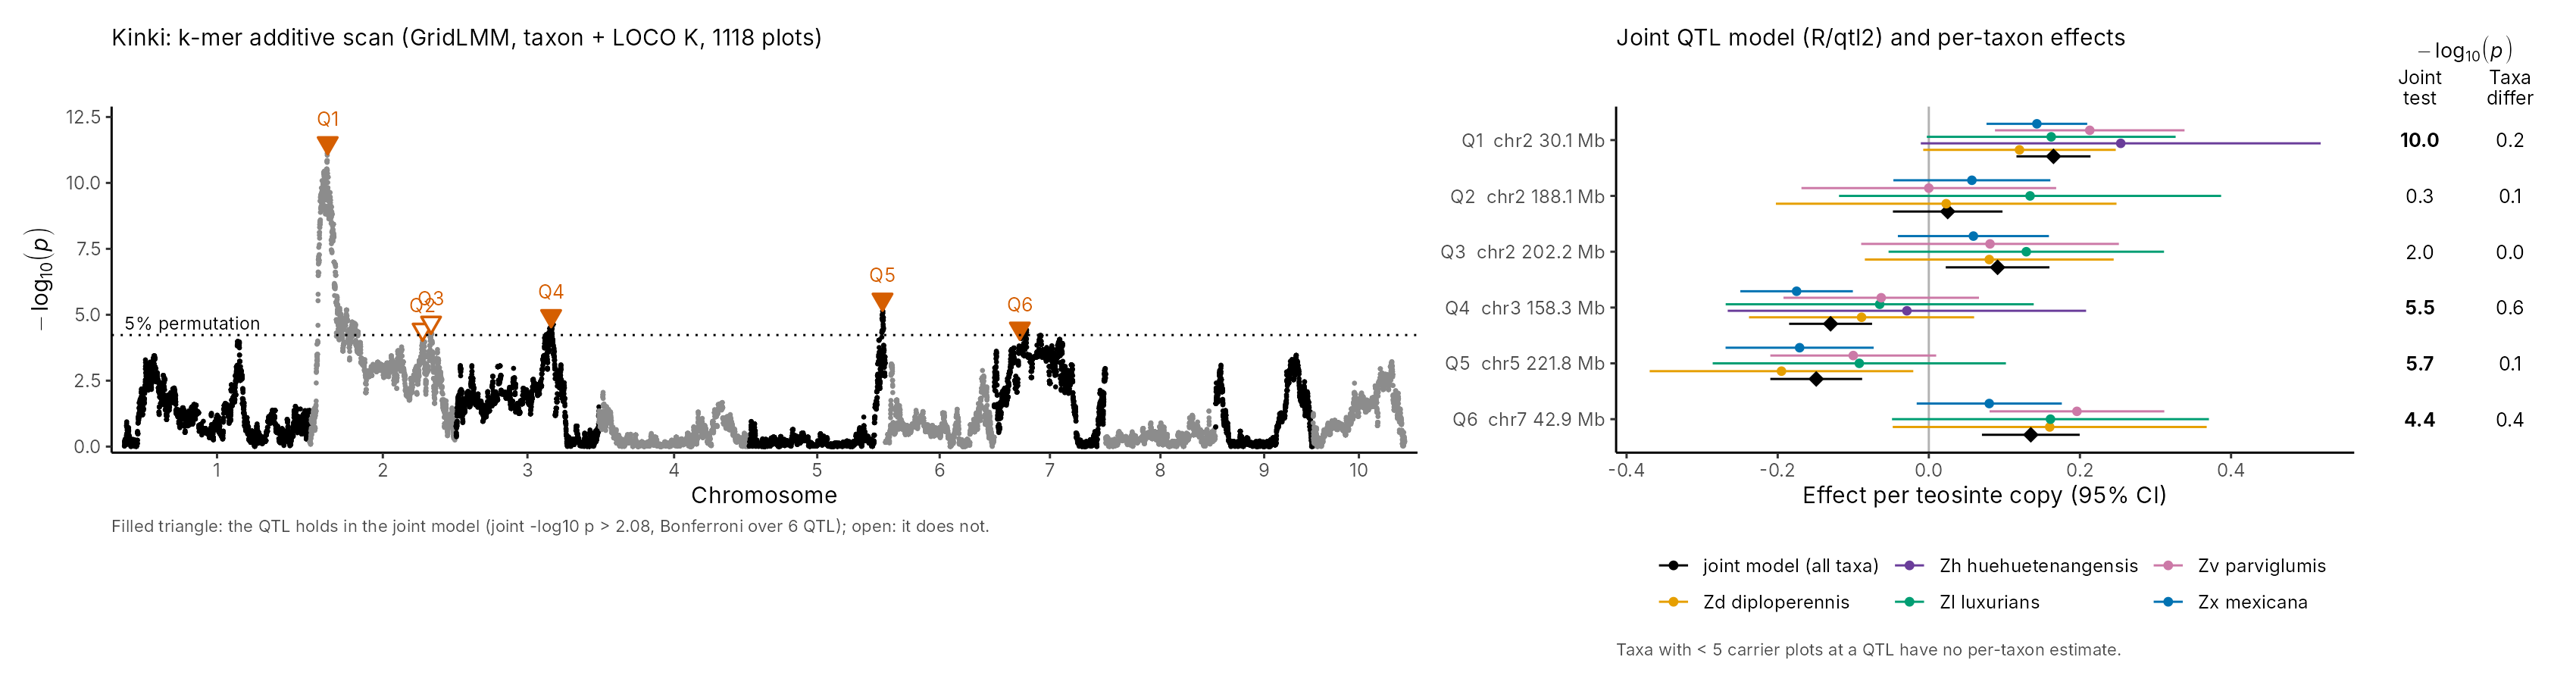 Kinki: k-mer additive scan (GridLMM, taxon + LOCO K, 1118 plots)
−log₁₀(p)
12.5
10.0
7.5
5.0
2.5
0.0
5% permutation
Q1
Q2
Q3
Q4
Q5
Q6
1 2 3 4 5 6 7 8 9 10
Chromosome
Filled triangle: the QTL holds in the joint model (joint -log10 p > 2.08, Bonferroni over 6 QTL); open: it does not.
Joint QTL model (R/qtl2) and per-taxon effects
−log₁₀(p)
Joint test
Taxa differ
Q1 chr2 30.1 Mb 10.0 0.2
Q2 chr2 188.1 Mb 0.3 0.1
Q3 chr2 202.2 Mb 2.0 0.0
Q4 chr3 158.3 Mb 5.5 0.6
Q5 chr5 221.8 Mb 5.7 0.1
Q6 chr7 42.9 Mb 4.4 0.4
-0.4 -0.2 0.0 0.2 0.4
Effect per teosinte copy (95% CI)
joint model (all taxa) Zh huehuetenangensis Zv parviglumis
Zd diploperennis Zl luxurians Zx mexicana
Taxa with < 5 carrier plots at a QTL have no per-taxon estimate.